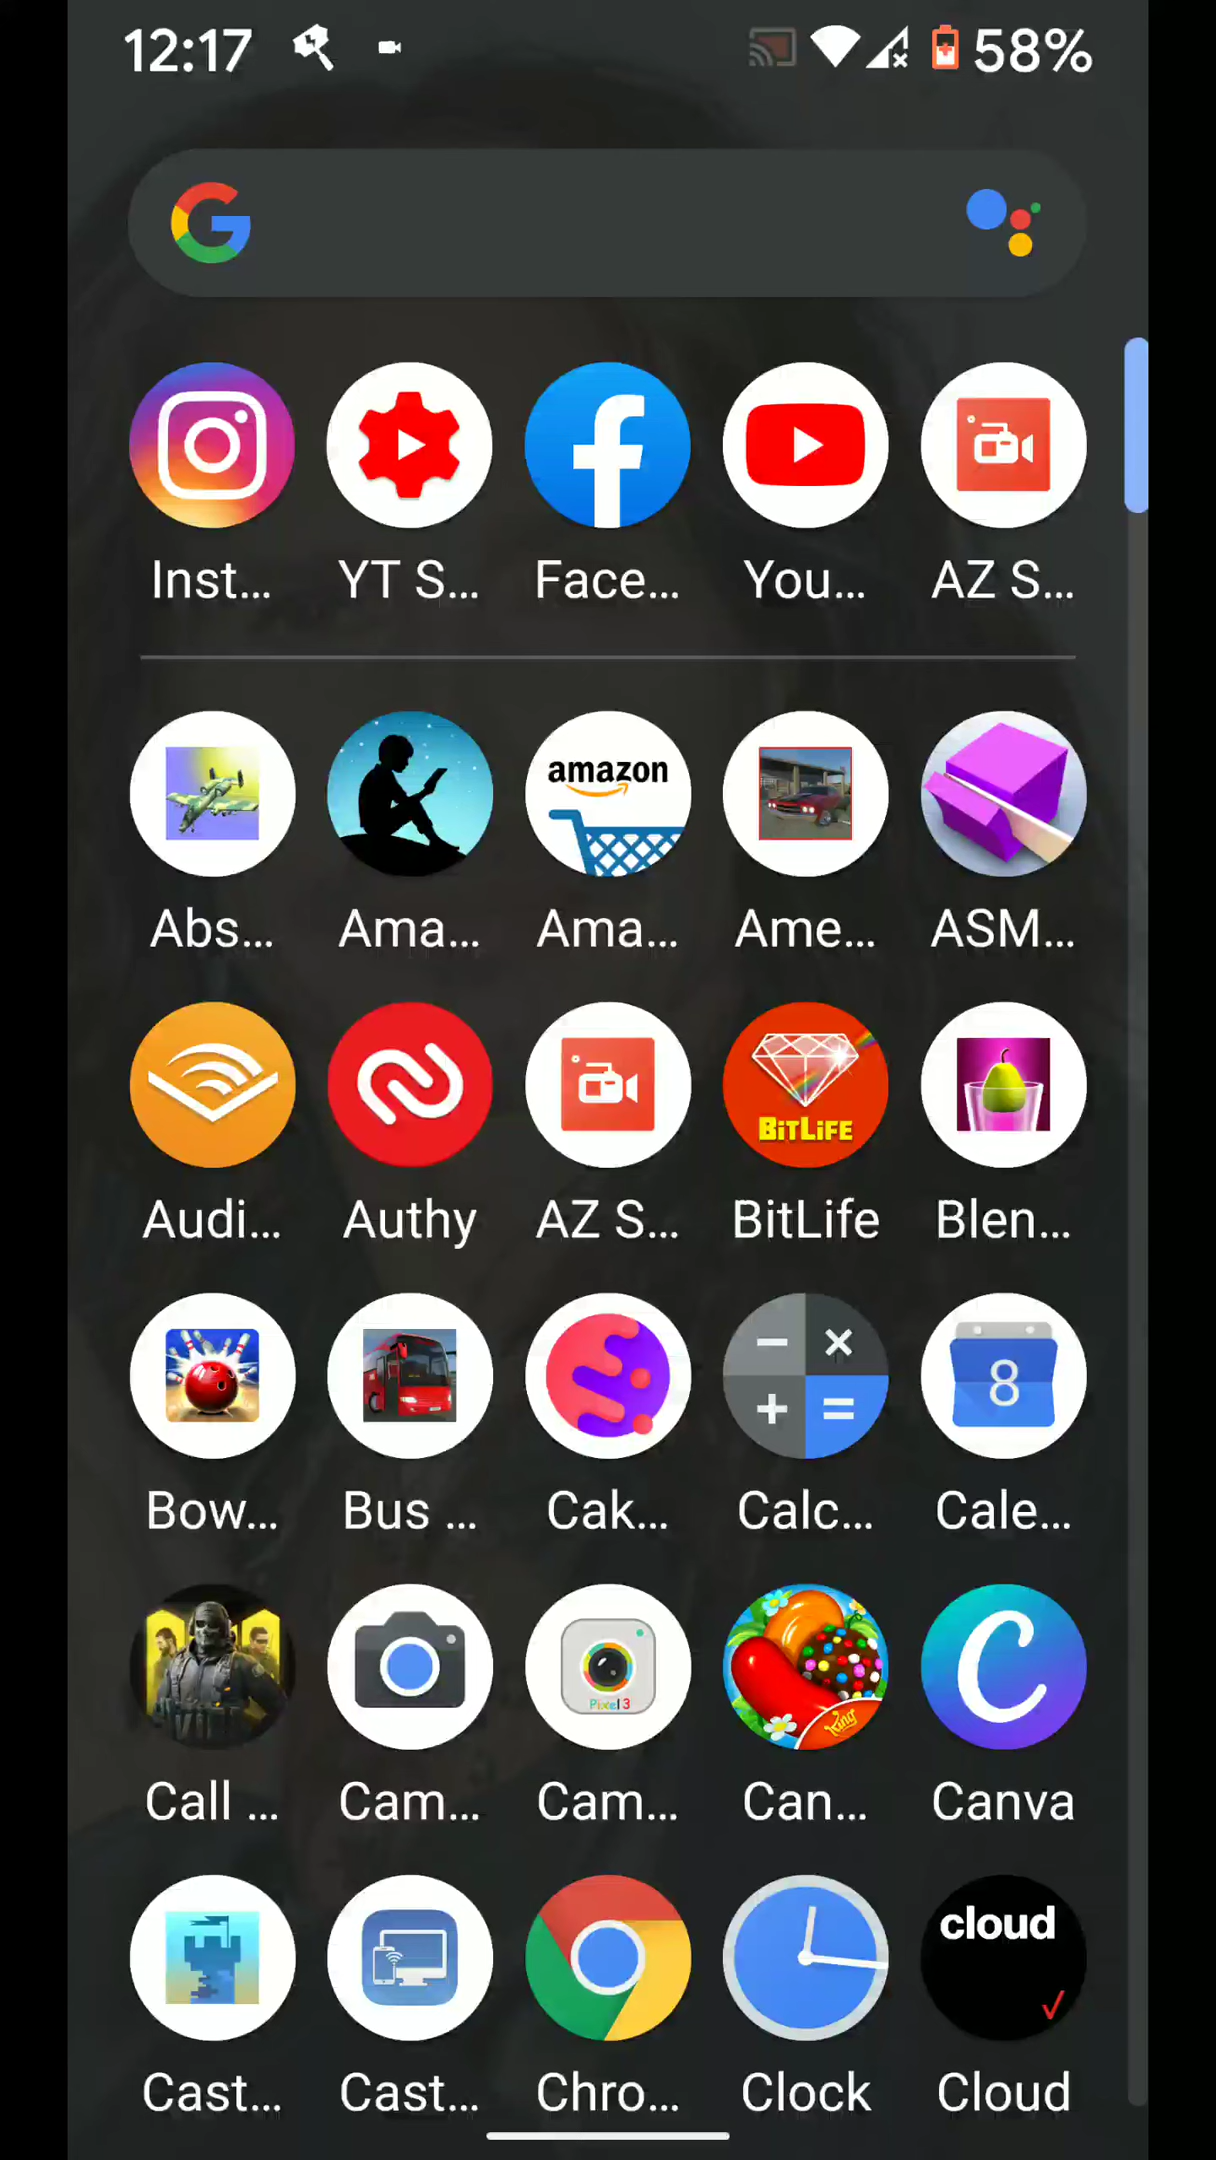 12:17 58%
Inst... YT S... Face... You... AZ S...
amazon
Abs... Ama... Ama... Ame... ASM...
BITLIFE
Audi... Authy AZ S... BitLife Blen...
8
Bow... Bus ... Cak... Calc... Cale...
Pixel 3
King
Call ... Cam... Cam... Can... Canva
cloud
Cast... Cast... Chro... Clock Cloud